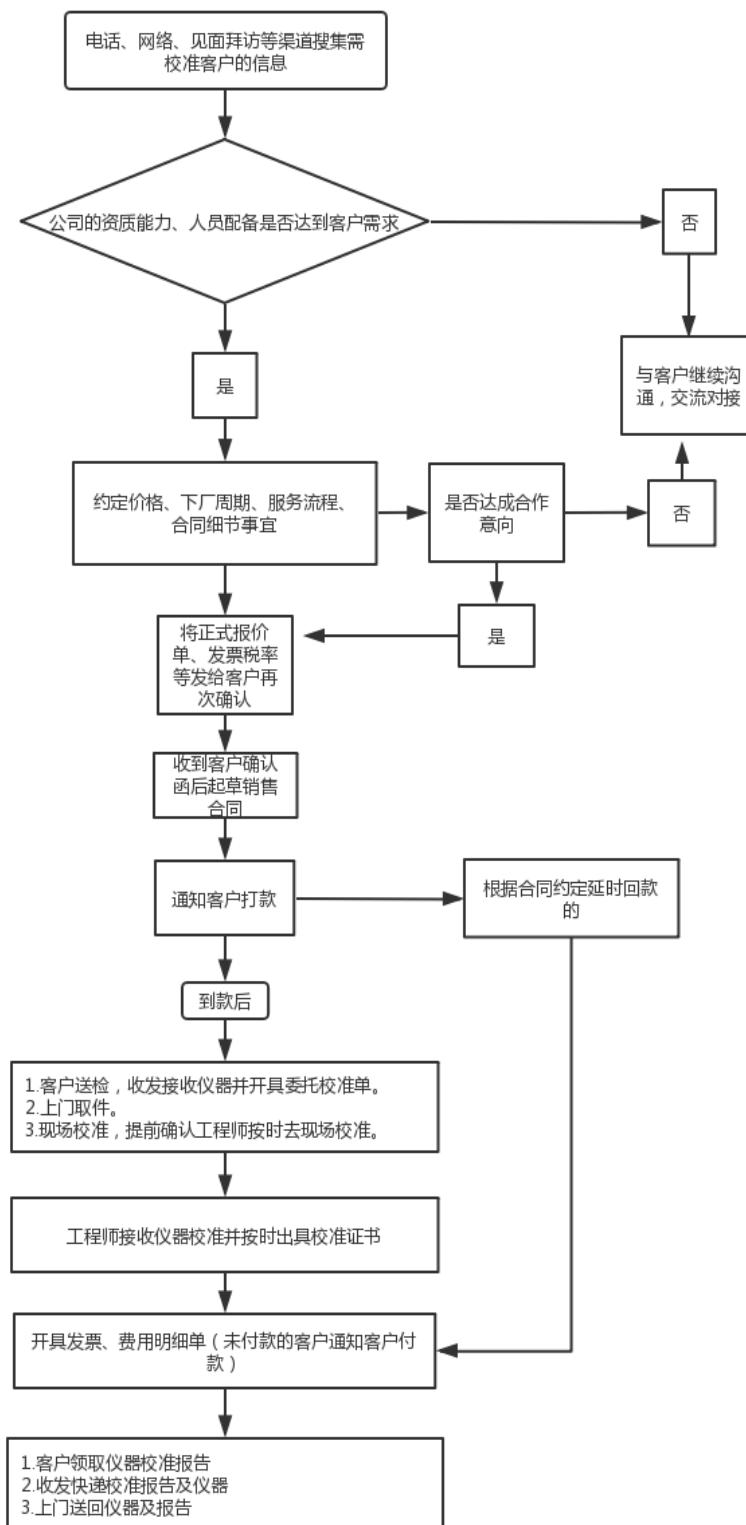 电话、网络、见面拜访等渠道搜集需
校准客户的信息
公司的资质能力、人员配备是否达到客户需求
否
是
与客户继续沟
通，交流对接
约定价格、下厂周期、服务流程、
合同细节事宜
是否达成合作
意向
否
是
将正式报价
单、发票税率
等发给客户再
次确认
收到客户确认
函后起草销售
合同
通知客户打款
根据合同约定延时回款
的
到款后
1.客户送检，收发接收仪器并开具委托校准单。
2.上门取件。
3.现场校准，提前确认工程师按时去现场校准。
工程师接收仪器校准并按时出具校准证书
开具发票、费用明细单（未付款的客户通知客户付
款）
1.客户领取仪器校准报告
2.收发快递校准报告及仪器
3.上门送回仪器及报告